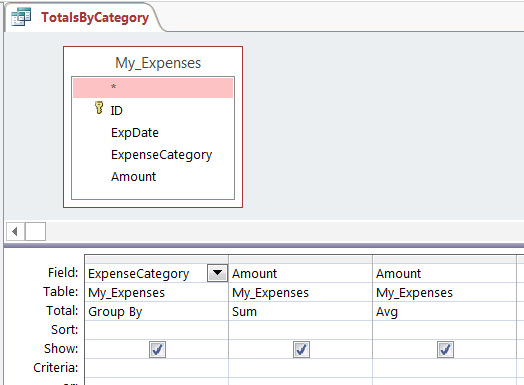 TotalsByCategory
My_Expenses
*
ID
ExpDate
ExpenseCategory
Amount
Field: ExpenseCategory Amount Amount
Table: My_Expenses My_Expenses My_Expenses
Total: Group By Sum Avg
Sort:
Show:
Criteria: